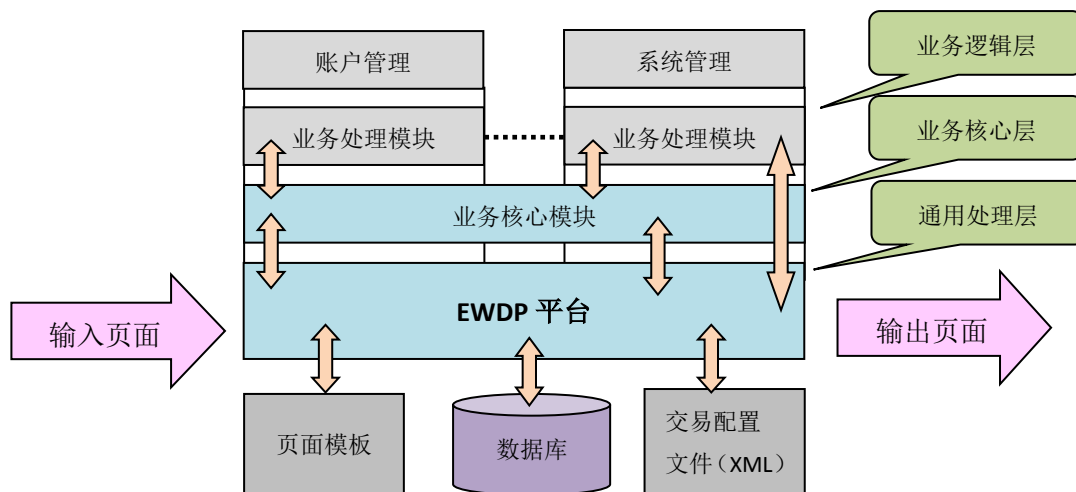 账户管理
系统管理
业务逻辑层
业务处理模块
业务处理模块
业务核心层
业务核心模块
通用处理层
输入页面
EWDP 平台
输出页面
页面模板
数据库
交易配置
文件（XML）